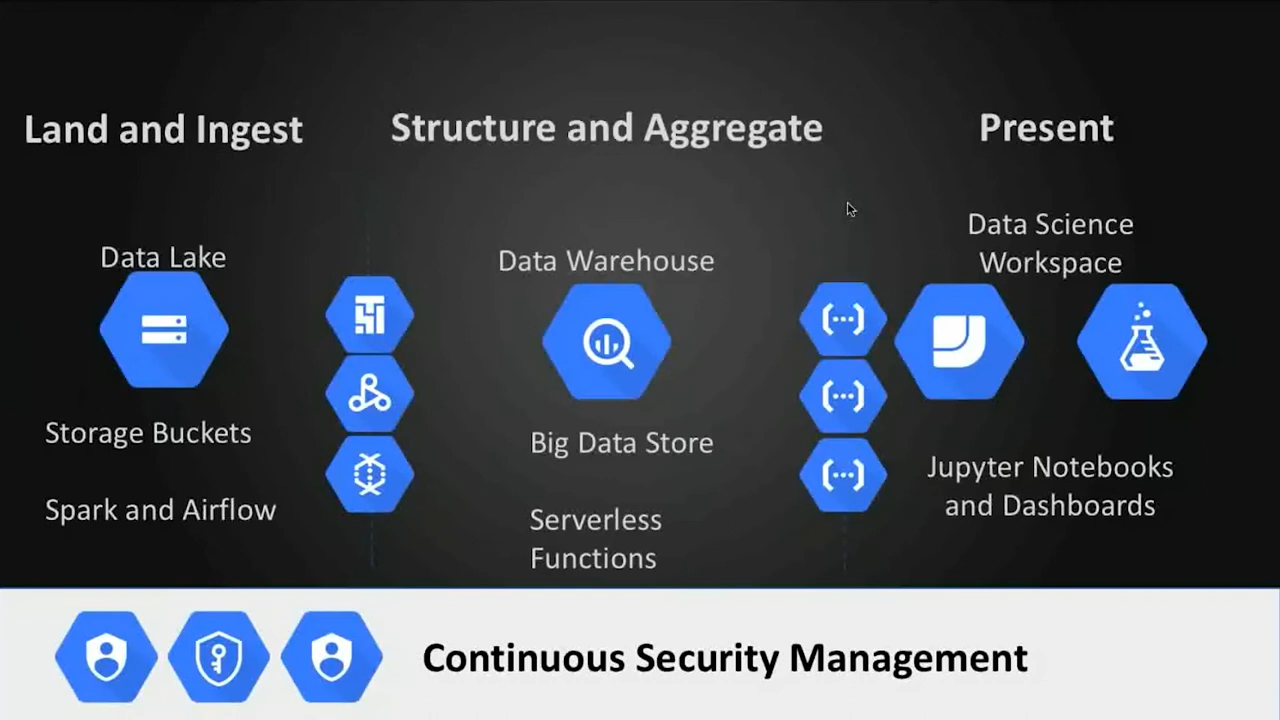 Land and Ingest
Structure and Aggregate
Present
Data Lake
Data Warehouse
Data Science
Workspace
Storage Buckets
Spark and Airflow
Big Data Store
Serverless
Functions
Jupyter Notebooks
and Dashboards
Continuous Security Management